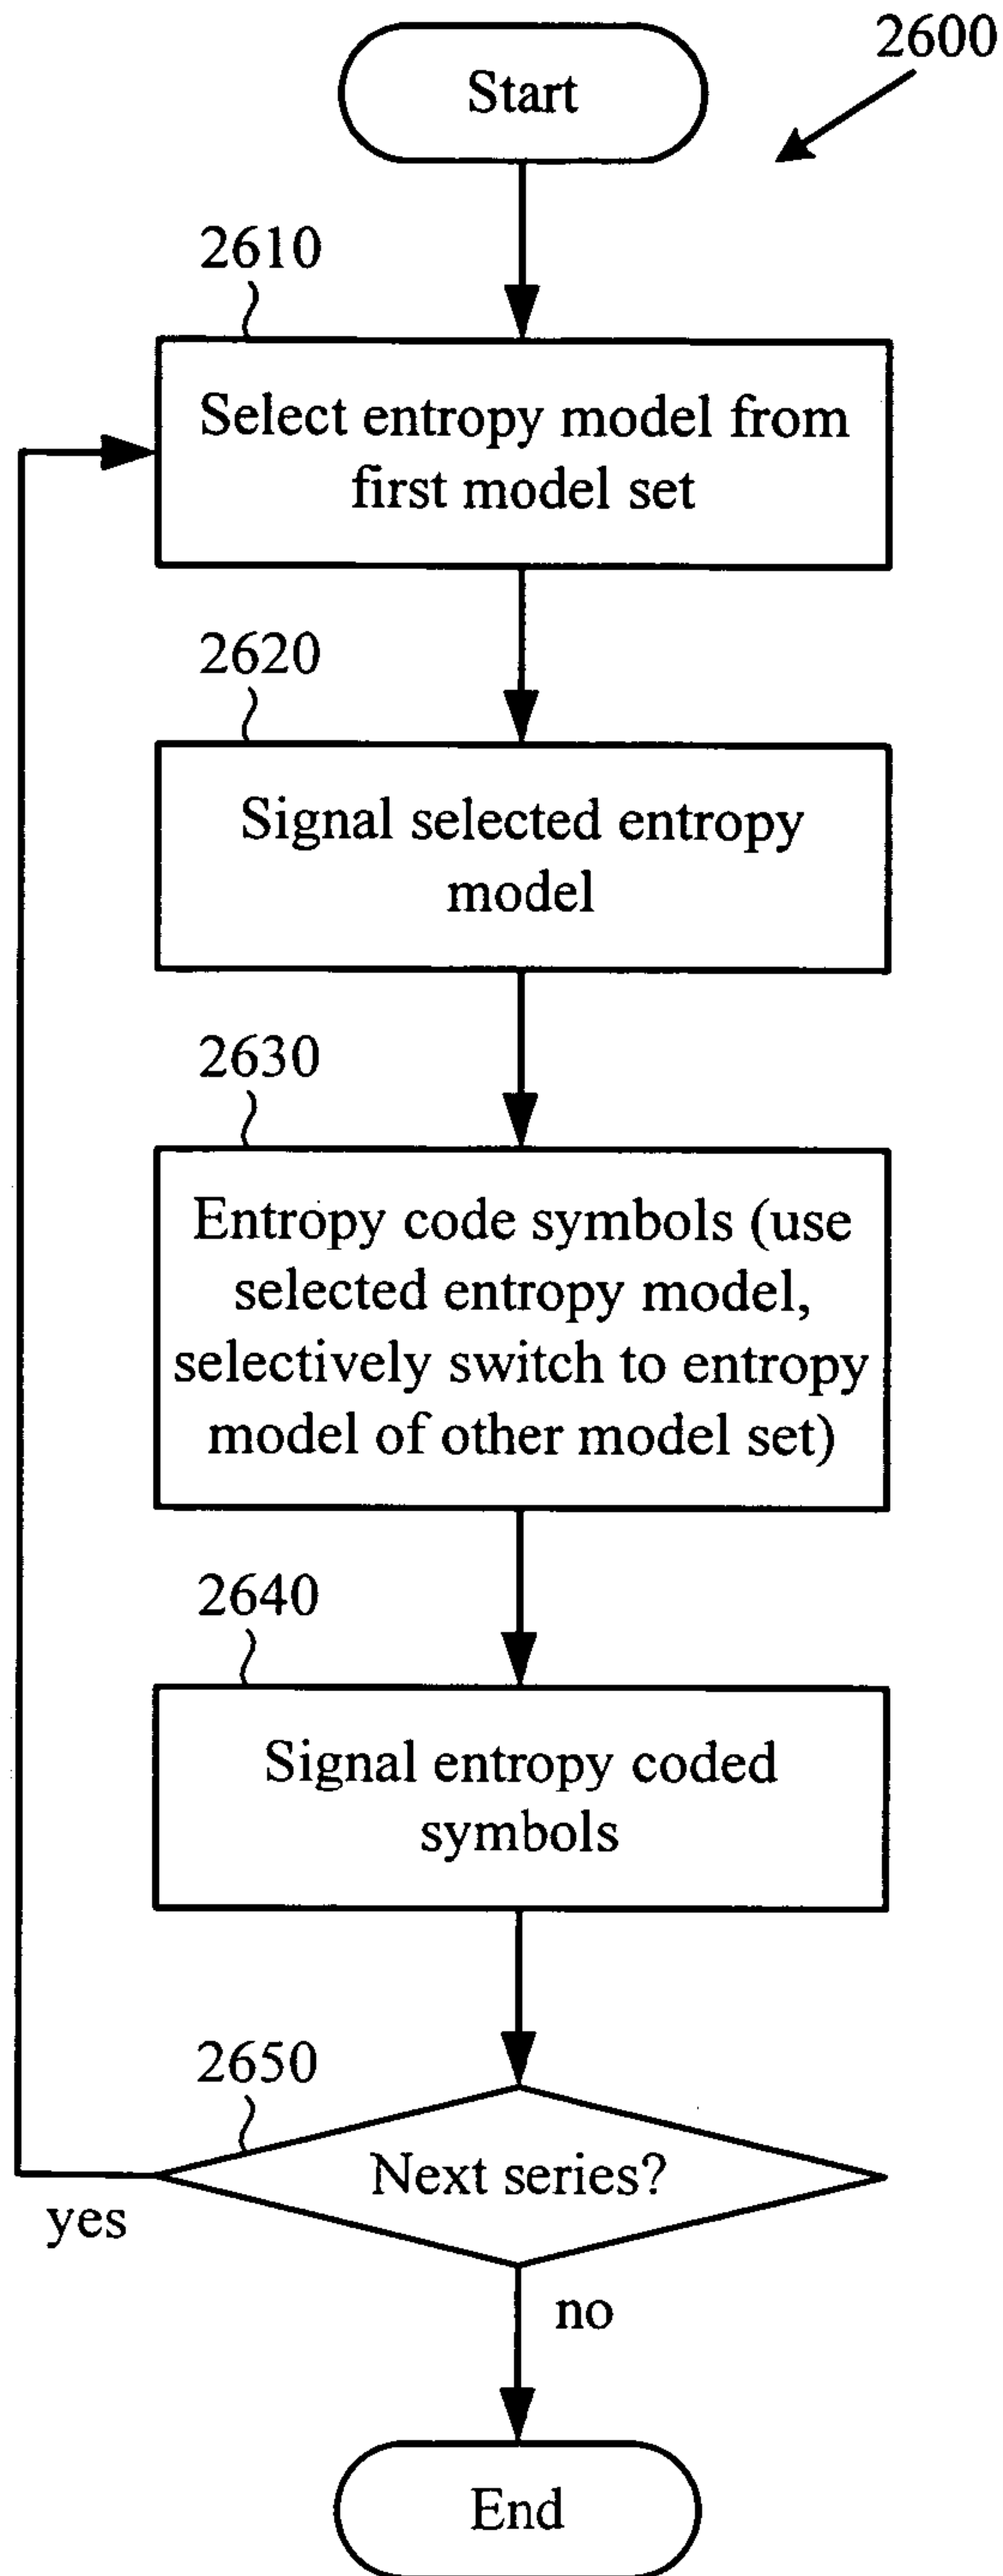 2600
Start
2610
Select entropy model from
first model set
2620
Signal selected entropy
model
2630
Entropy code symbols (use
selected entropy model,
selectively switch to entropy
model of other model set)
2640
Signal entropy coded
symbols
2650
Next series?
yes
no
End